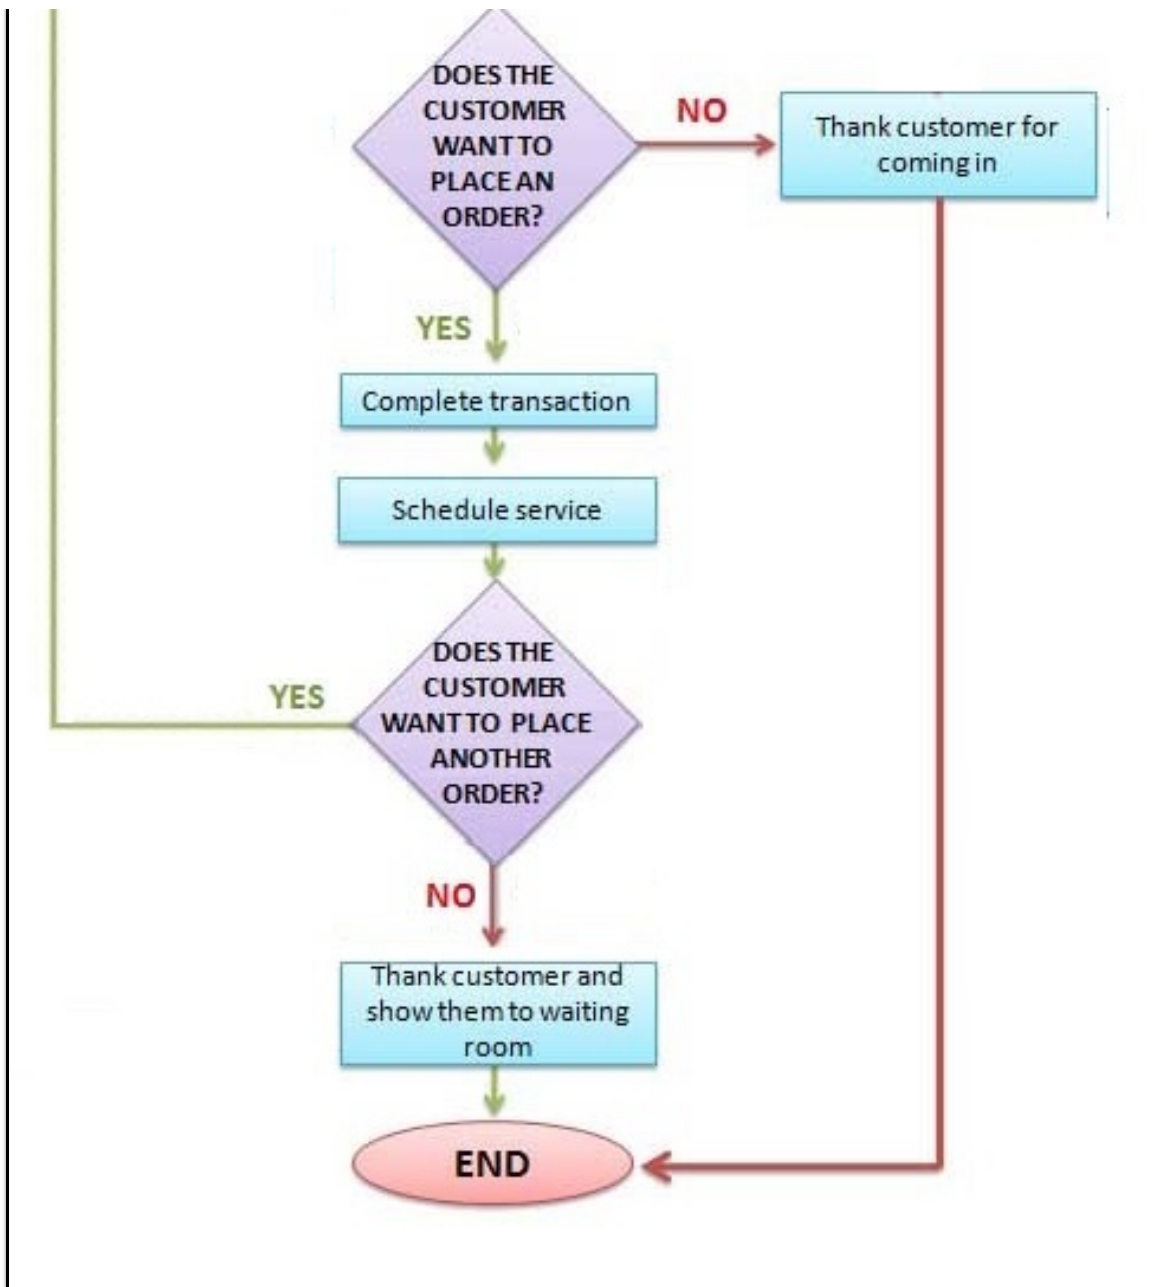 DOES THE
CUSTOMER
WANT TO
PLACE AN
ORDER?
NO
Thank customer for
coming in
YES
Complete transaction
Schedule service
DOES THE
CUSTOMER
WANT TO PLACE
ANOTHER
ORDER?
YES
NO
Thank customer and
show them to waiting
room
END